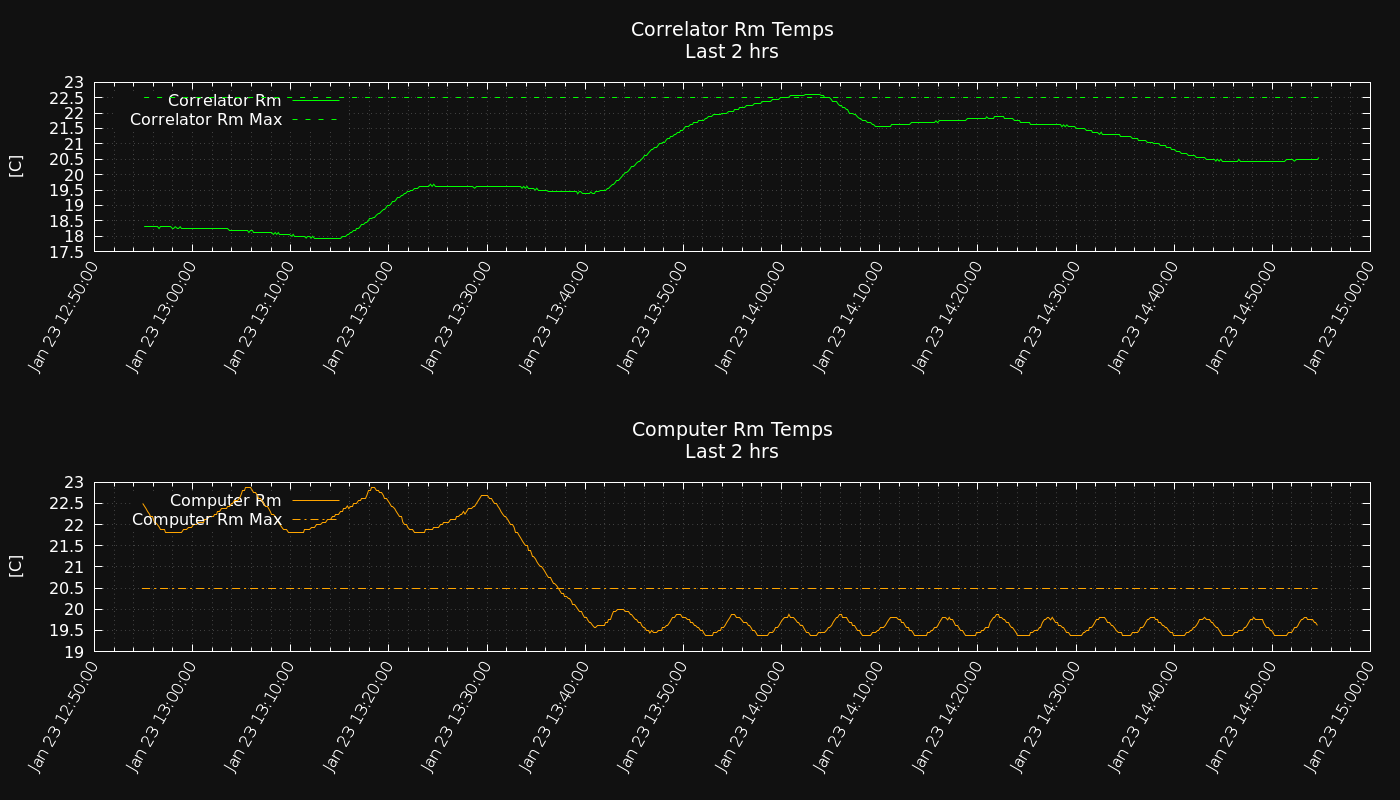 Correlator Rm Temps
Last 2 hrs
23
22.5
22
21.5
21
20.5
20
19.5
19
18.5
18
17.5
[C]
Correlator Rm
Correlator Rm Max
Jan 23 12:50:00
Jan 23 13:00:00
Jan 23 13:10:00
Jan 23 13:20:00
Jan 23 13:30:00
Jan 23 13:40:00
Jan 23 13:50:00
Jan 23 14:00:00
Jan 23 14:10:00
Jan 23 14:20:00
Jan 23 14:30:00
Jan 23 14:40:00
Jan 23 14:50:00
Jan 23 15:00:00
Computer Rm Temps
Last 2 hrs
23
22.5
22
21.5
21
20.5
20
19.5
19
[C]
Computer Rm
Computer Rm Max
Jan 23 12:50:00
Jan 23 13:00:00
Jan 23 13:10:00
Jan 23 13:20:00
Jan 23 13:30:00
Jan 23 13:40:00
Jan 23 13:50:00
Jan 23 14:00:00
Jan 23 14:10:00
Jan 23 14:20:00
Jan 23 14:30:00
Jan 23 14:40:00
Jan 23 14:50:00
Jan 23 15:00:00